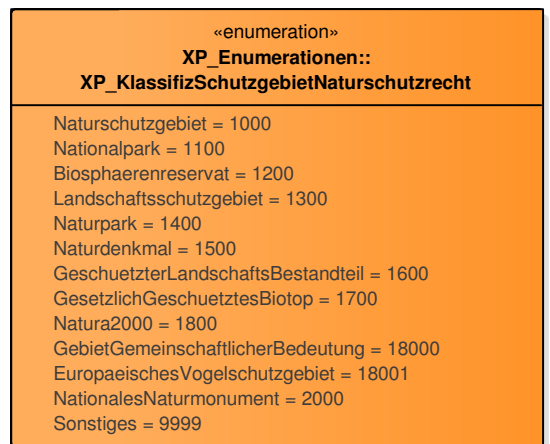 «enumeration»
XP_Enumerationen::
XP_KlassifizSchutzgebietNaturschutzrecht
Naturschutzgebiet = 1000
Nationalpark = 1100
Biosphaerenreservat = 1200
Landschaftsschutzgebiet = 1300
Naturpark = 1400
Naturdenkmal = 1500
GeschuetzterLandschaftsBestandteil = 1600
GesetzlichGeschuetztesBiotop = 1700
Natura2000 = 1800
GebietGemeinschaftlicherBedeutung = 18000
EuropaeischesVogelschutzgebiet = 18001
NationalesNaturmonument = 2000
Sonstiges = 9999